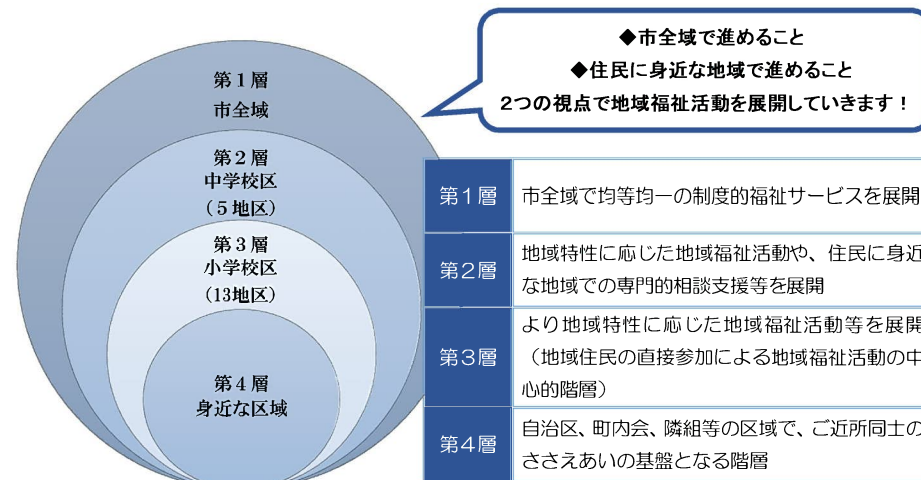 第１層
市全域
第２層
中学校区
（５地区）
第３層
小学校区
（13地区）
第４層
身近な区域
◆市全域で進めること
◆住民に身近な地域で進めること
2つの視点で地域福祉活動を展開していきます！
第１層
市全域で均等均一の制度的福祉サービスを展開
第２層
地域特性に応じた地域福祉活動や、住民に身近
な地域での専門的相談支援等を展開
第３層
より地域特性に応じた地域福祉活動等を展開
（地域住民の直接参加による地域福祉活動の中
心的階層）
第４層
自治区、町内会、隣組等の区域で、ご近所同士の
ささえあいの基盤となる階層